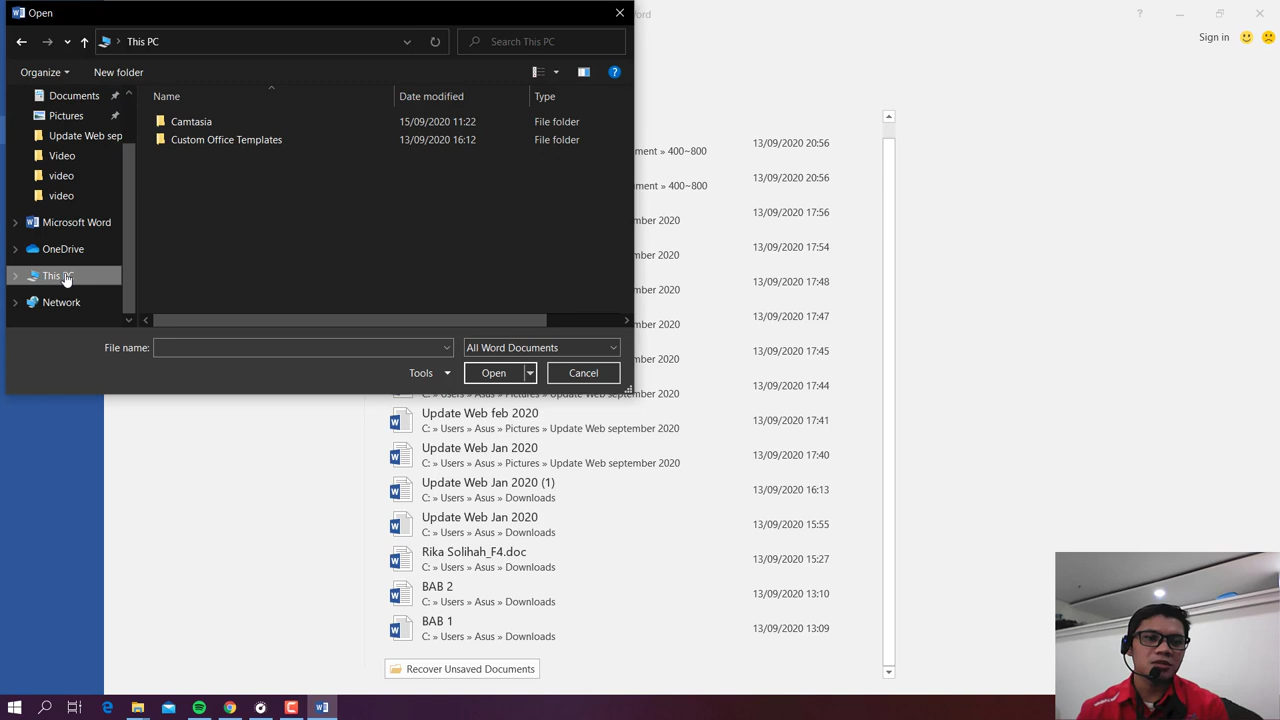 Open
ord
This PC
Search This PC
Sign in
Organize
New folder
Name
Date modified
Type
Documents
Pictures
Update Web sep
Video
video
video
Microsoft Word
OneDrive
This PC
Network
Camtasia
15/09/2020 11:22
File folder
Custom Office Templates
13/09/2020 16:12
File folder
File name:
All Word Documents
Tools
Open
Cancel
ment » 400~800
13/09/2020 20:56
ment » 400~800
13/09/2020 20:56
mber 2020
13/09/2020 17:56
mber 2020
13/09/2020 17:54
mber 2020
13/09/2020 17:48
mber 2020
13/09/2020 17:47
mber 2020
13/09/2020 17:45
C: » Users » Asus » Pictures » Update Web september 2020
13/09/2020 17:44
Update Web feb 2020
C: » Users » Asus » Pictures » Update Web september 2020
13/09/2020 17:41
Update Web Jan 2020
C: » Users » Asus » Pictures » Update Web september 2020
13/09/2020 17:40
Update Web Jan 2020 (1)
C: » Users » Asus » Downloads
13/09/2020 16:13
Update Web Jan 2020
C: » Users » Asus » Downloads
13/09/2020 15:55
Rika Solihah_F4.doc
C: » Users » Asus » Downloads
13/09/2020 15:27
BAB 2
C: » Users » Asus » Downloads
13/09/2020 13:10
BAB 1
C: » Users » Asus » Downloads
13/09/2020 13:09
Recover Unsaved Documents